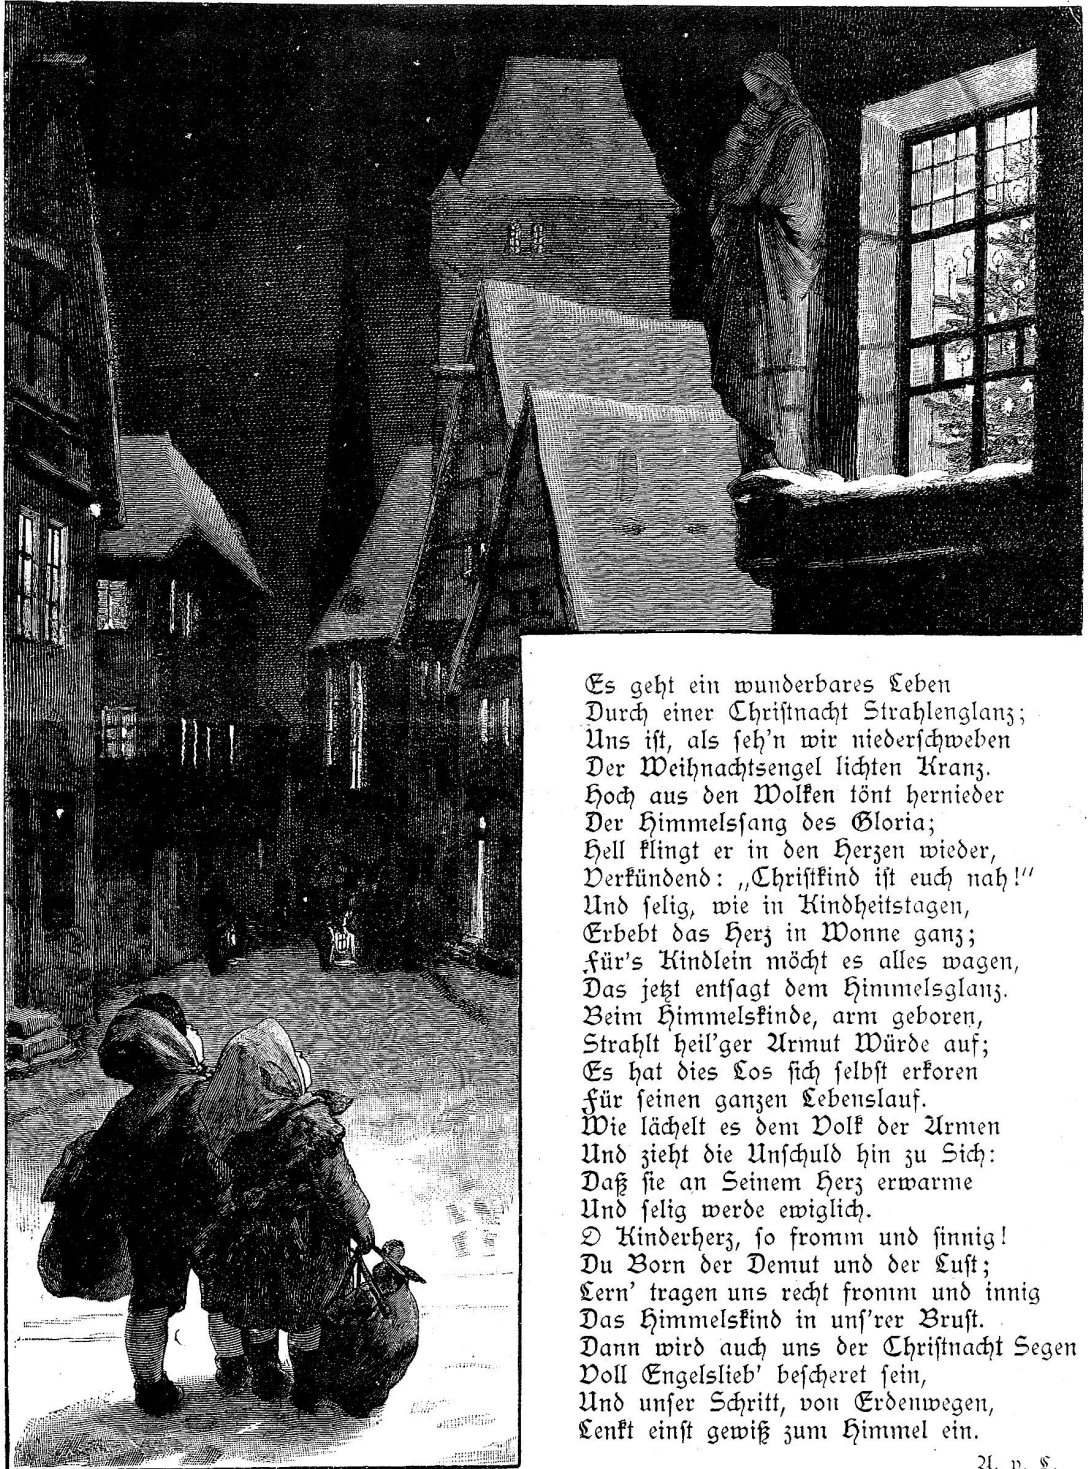 Es geht ein wunderbares Leben
Durch einer Chriſtnacht Strahlenglanz;
Uns iſt, als ſeh'n wir niederſchweben
Der Weihnachtsengel lichten Kranz.
Hoch aus den Wolken tönt hernieder
Der Himmelsſang des Gloria;
Hell klingt er in den Herzen wieder,
Verkündend: „Chriſtkind iſt euch nah!“
Und ſelig, wie in Kindheitstagen,
Erbebt das Herz in Wonne ganz;
Für's Kindlein möcht es alles wagen,
Das jetzt entſagt dem Himmelsglanz.
Beim Himmelskinde, arm geboren,
Strahlt heil'ger Armut Würde auf;
Es hat dies Los ſich ſelbſt erkoren
Für ſeinen ganzen Lebenslauf.
Wie lächelt es dem Volk der Armen
Und zieht die Unſchuld hin zu Sich:
Daß ſie an Seinem Herz erwarme
Und ſelig werde ewiglich.
O Kinderherz, ſo fromm und ſinnig!
Du Born der Demut und der Luſt;
Lern' tragen uns recht fromm und innig
Das Himmelskind in unſ'rer Bruſt.
Dann wird auch uns der Chriſtnacht Segen
Voll Engelslieb' beſcheret ſein,
Und unſer Schritt, von Erdenwegen,
Lenkt einſt gewiß zum Himmel ein.
A. v. L.